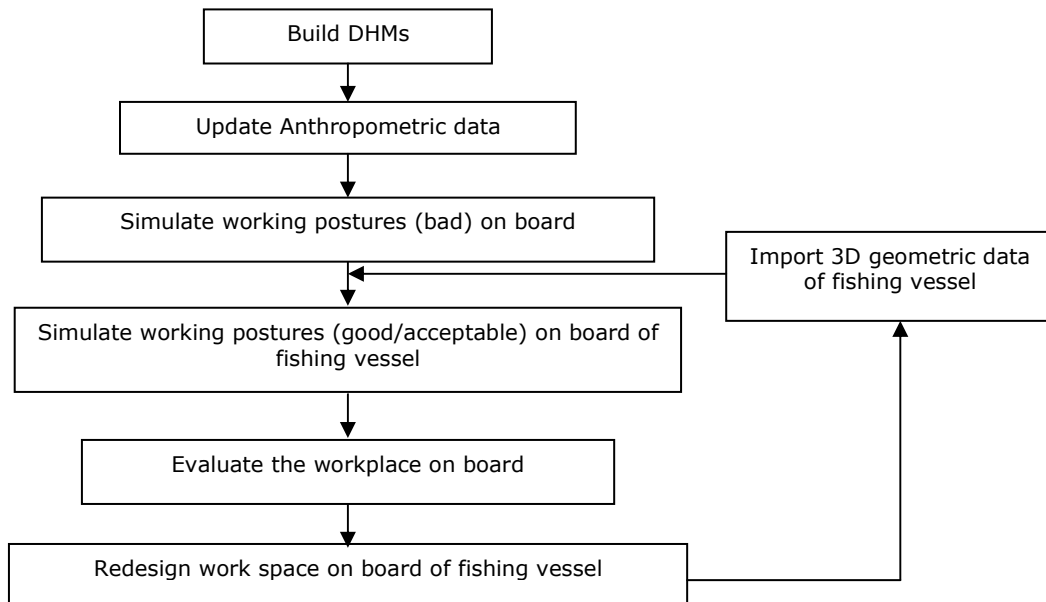 Build DHMs
Update Anthropometric data
Simulate working postures (bad) on board
Import 3D geometric data
of fishing vessel
Simulate working postures (good/acceptable) on board of
fishing vessel
Evaluate the workplace on board
Redesign work space on board of fishing vessel